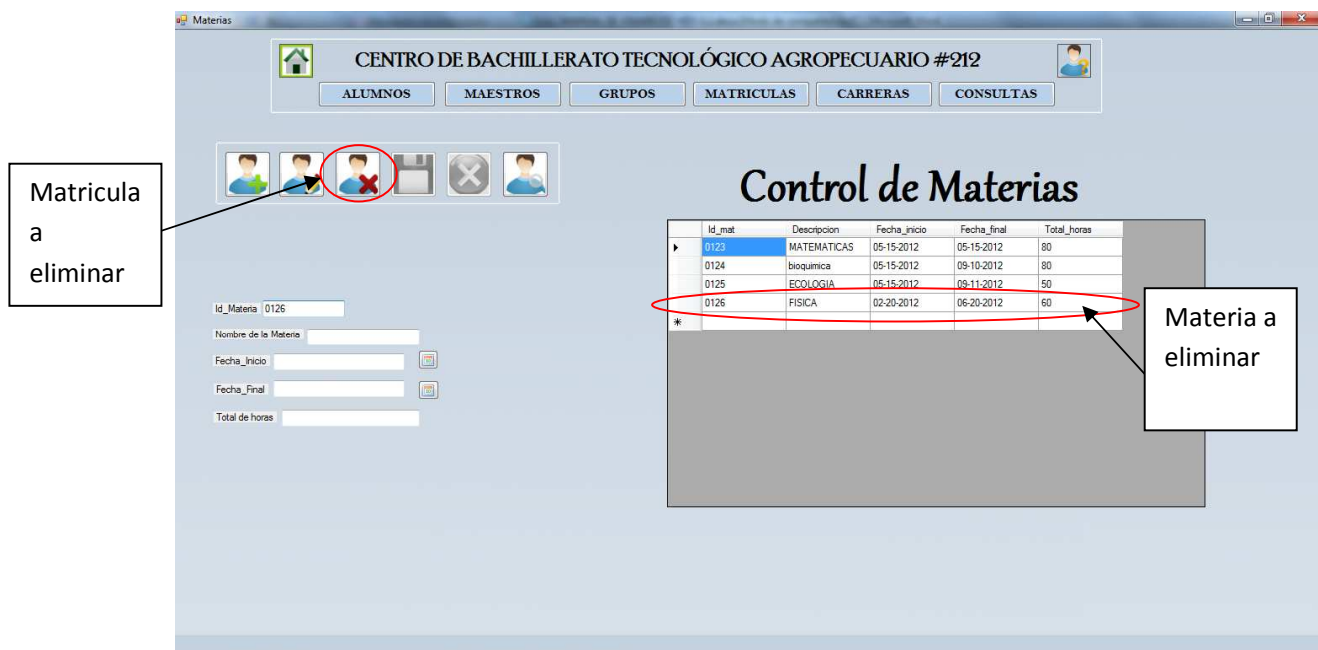 Materias
CENTRO DE BACHILLERATO TECNOLÓGICO AGROPECUARIO #212
ALUMNOS MAESTROS GRUPOS MATRICULAS CARRERAS CONSULTAS
Matricula
a
eliminar
Control de Materias
Id_mat Descripcion Fecha_inicio Fecha_final Total_horas
0123 MATEMATICAS 05-15-2012 05-15-2012 80
0124 bioquimica 05-15-2012 09-10-2012 80
0125 ECOLOGIA 05-15-2012 09-11-2012 50
0126 FISICA 02-20-2012 06-20-2012 60
Materia a
eliminar
Id_Materia 0126
Nombre de la Materia
Fecha_Inicio
Fecha_Final
Total de horas